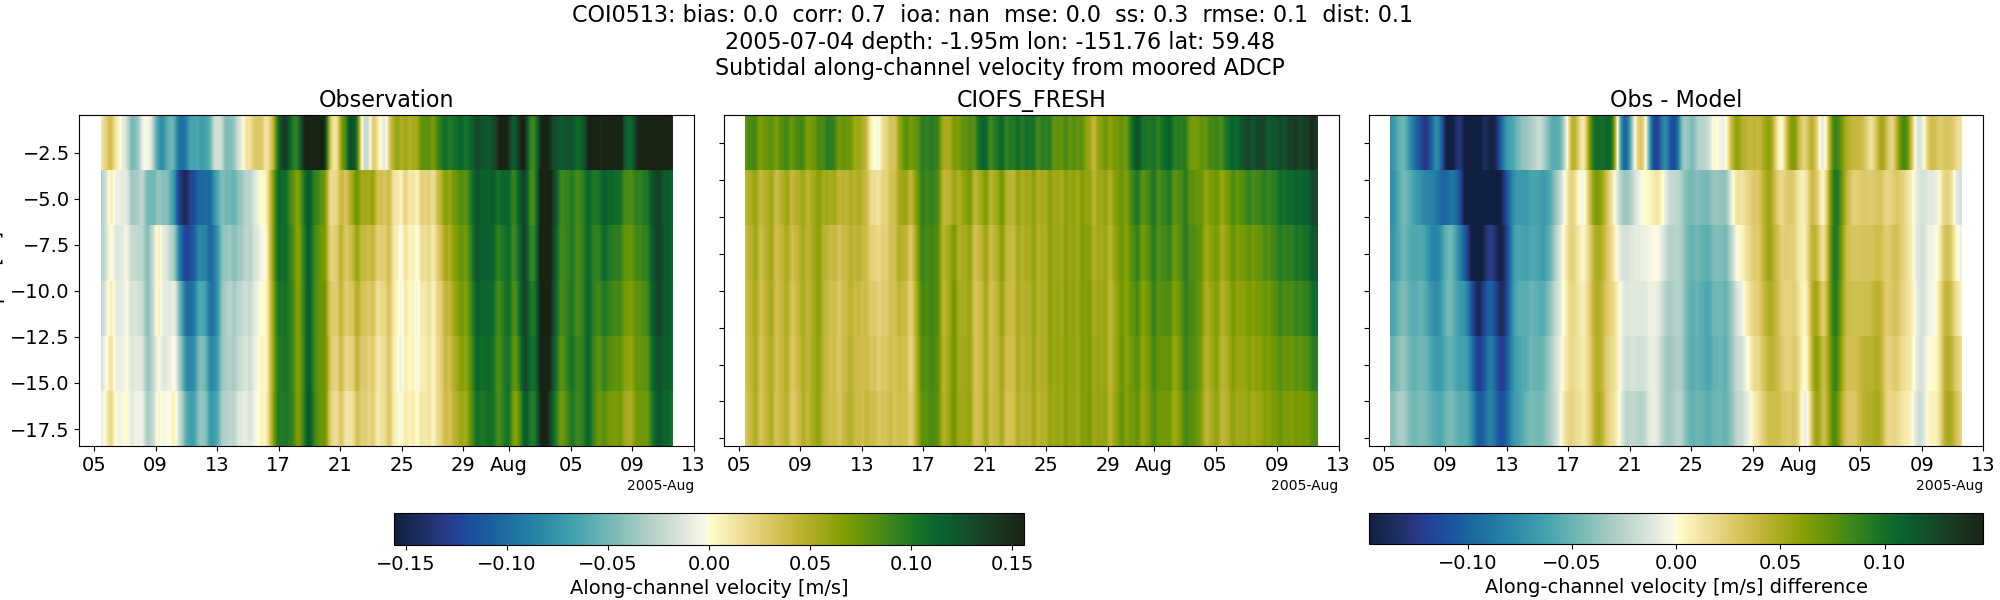 COI0513: bias: 0.0 corr: 0.7 ioa: nan mse: 0.0 ss: 0.3 rmse: 0.1 dist: 0.1
2005-07-04 depth: -1.95m lon: -151.76 lat: 59.48
Subtidal along-channel velocity from moored ADCP
Observation CIOFS_FRESH Obs - Model
−2.5
−5.0
−7.5
−10.0
−12.5
−15.0
−17.5
05 09 13 17 21 25 29 Aug 05 09 13
2005-Aug
05 09 13 17 21 25 29 Aug 05 09 13
2005-Aug
05 09 13 17 21 25 29 Aug 05 09 13
2005-Aug
−0.15 −0.10 −0.05 0.00 0.05 0.10 0.15
Along-channel velocity [m/s]
−0.10 −0.05 0.00 0.05 0.10
Along-channel velocity [m/s] difference